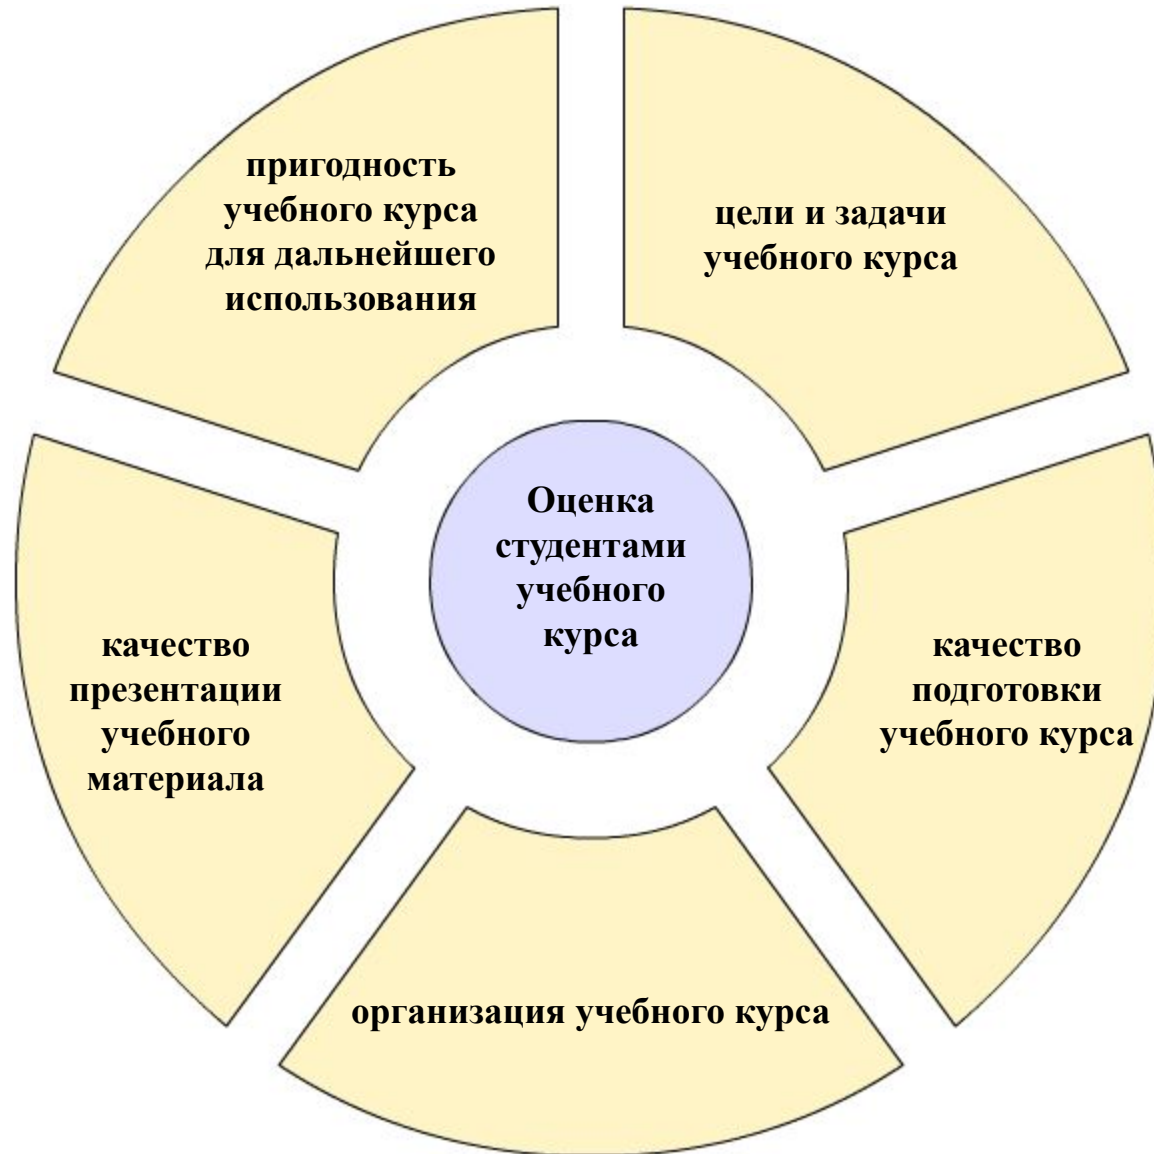 пригодность
учебного курса
для дальнейшего
использования
цели и задачи
учебного курса
Оценка
студентами
учебного
курса
качество
презентации
учебного
материала
качество
подготовки
учебного курса
организация учебного курса